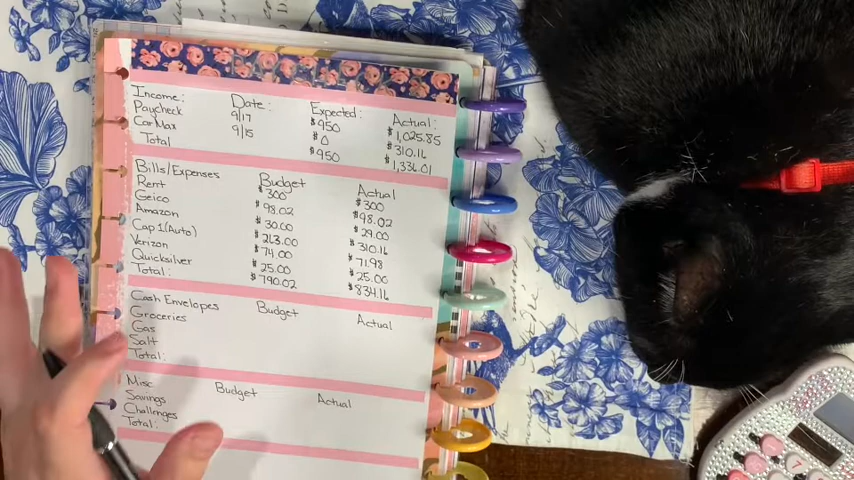 Income: Date: Expected: Actual:
Paycheck 9/17 $950 $1,025.85
CarMax 9/15 $0 $310.16
Total $950 $1,336.01
Bills/Expenses Budget Actual
Rent $300 $300
Geico $98.02 $98.02
Amazon $30.00 $29.00
Cap 1(Auto) $213.00 $310.16
Verizon $74.00 $71.98
Quicksilver $25.00 $25.00
Total: $790.02 $834.16
Cash Envelopes Budget Actual
Groceries
Gas
Salt
Total:
Misc Budget Actual
Savings
Challenges
Total: